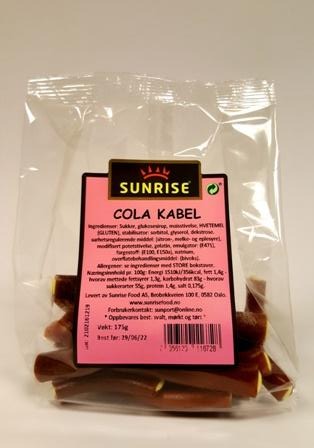 SUNRISE
COLA KABEL
Ingredienser: Sukker, glukosesirup, maisstivelse, HVETEMEL
(GLUTEN), stabilisator: sorbitol, glyserol, dekstrose,
surhetsregulerende middel: (sitron-, melke- og eplesyre),
modifisert potetstivelse, gelatin, emulgator: (E471),
fargestoff: (E100, E150a), natrium,
overflatebehandlingsmiddel: (bivoks).
Allergener: se ingredienser med STORE bokstaver.
Næringsinnhold pr. 100g: Energi 1510kJ/356kcal, fett 1,4g -
hvorav mettede fettsyrer 1,3g, karbohydrat 83g - hvorav
sukkerarter 55g, protein 1,4g, salt 0,175g.
Levert av Sunrise Food AS, Brobekkveien 100 E, 0582 Oslo.
www.sunrisefood.no
Forbrukerkontakt: sunport@online.no
* Oppbevares best: svalt, mørkt og tørt *
Vekt: 175g
Best før: 29/06/22